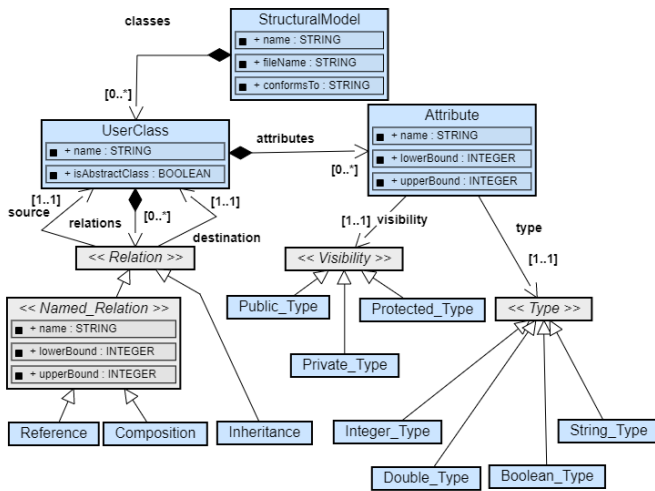 classes
StructuralModel
+ name : STRING
+ fileName : STRING
+ conformsTo : STRING
[0..*]
UserClass
+ name : STRING
+ isAbstractClass : BOOLEAN
attributes
[0..*]
Attribute
+ name : STRING
+ lowerBound : INTEGER
+ upperBound : INTEGER
[1..1]
source
relations
[0..*]
[1..1]
destination
[1..1]
visibility
type
[1..1]
<< Relation >>
<< Visibility >>
<< Type >>
<< Named_Relation >>
+ name : STRING
+ lowerBound : INTEGER
+ upperBound : INTEGER
Public_Type
Protected_Type
Private_Type
Reference
Composition
Inheritance
Integer_Type
String_Type
Double_Type
Boolean_Type